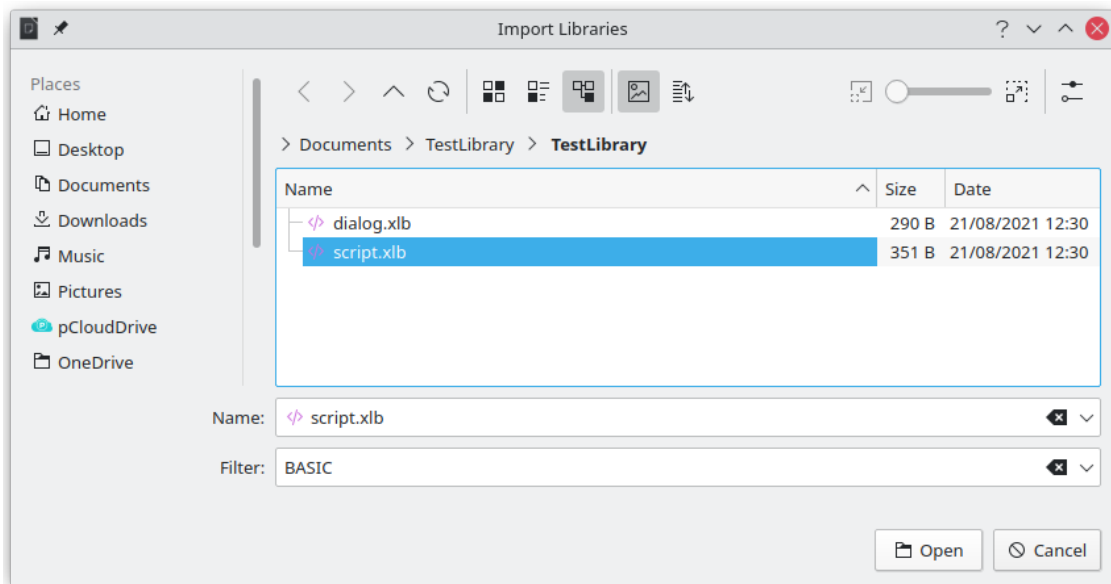 Import Libraries
Places
Home
Desktop
Documents
Downloads
Music
Pictures
pCloudDrive
OneDrive
> Documents > TestLibrary > TestLibrary
Name Size Date
dialog.xlb 290 B 21/08/2021 12:30
script.xlb 351 B 21/08/2021 12:30
Name: script.xlb
Filter: BASIC
Open Cancel